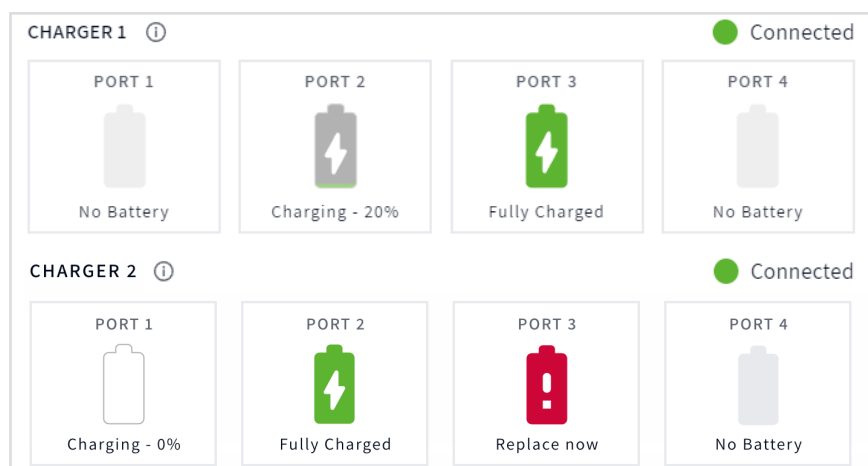 CHARGER 1
Connected
PORT 1
PORT 2
PORT 3
PORT 4
No Battery
Charging - 20%
Fully Charged
No Battery
CHARGER 2
Connected
PORT 1
PORT 2
PORT 3
PORT 4
Charging - 0%
Fully Charged
Replace now
No Battery